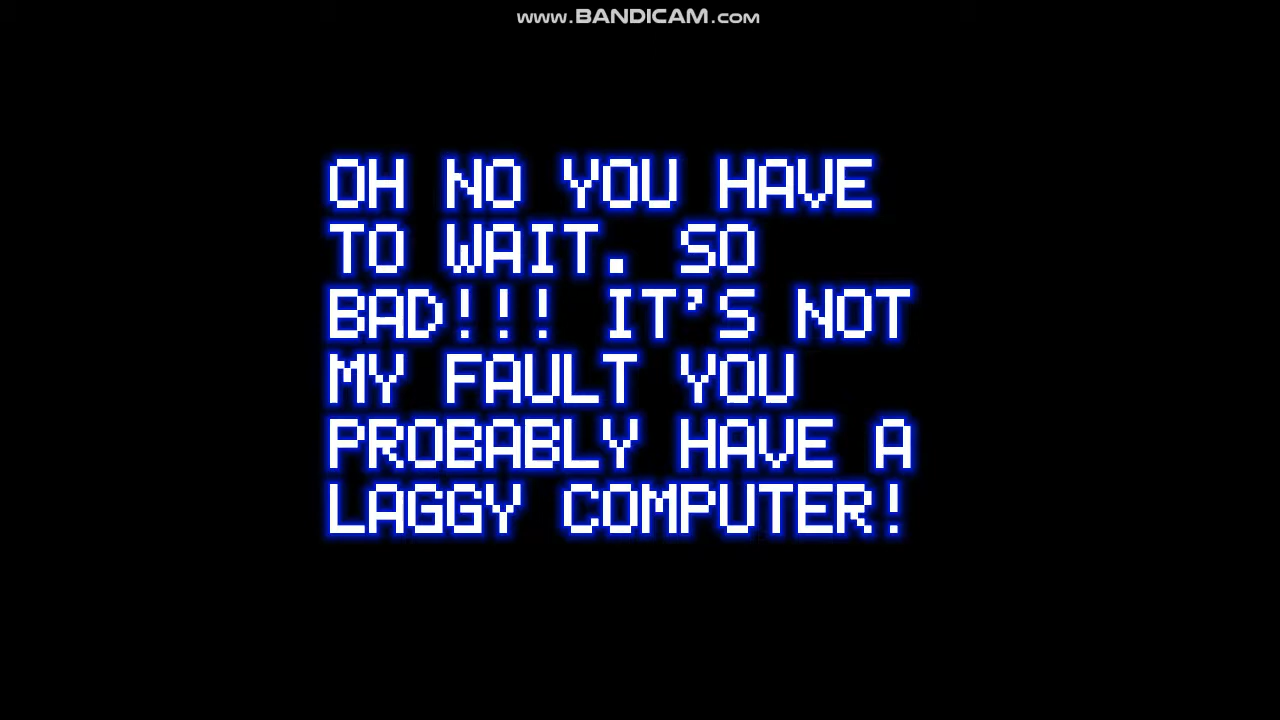 www.BANDICAM.com
OH NO YOU HAVE
TO WAIT. SO
BAD!!! IT'S NOT
MY FAULT YOU
PROBABLY HAVE A
LAGGY COMPUTER!